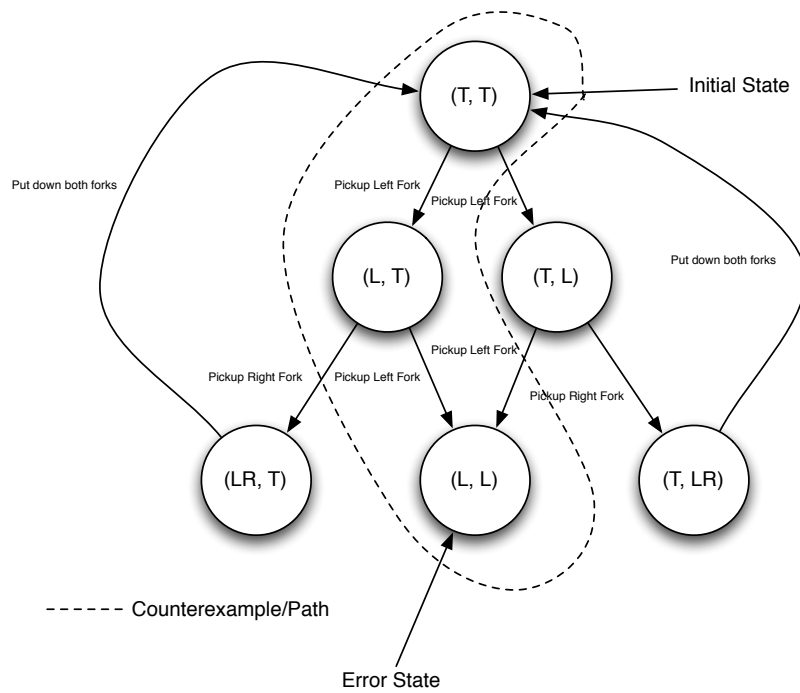 (T, T)
Initial State
Put down both forks
Pickup Left Fork
Pickup Left Fork
(L, T)
(T, L)
Put down both forks
Pickup Left Fork
Pickup Right Fork
Pickup Left Fork
Pickup Right Fork
(LR, T)
(L, L)
(T, LR)
Counterexample/Path
Error State